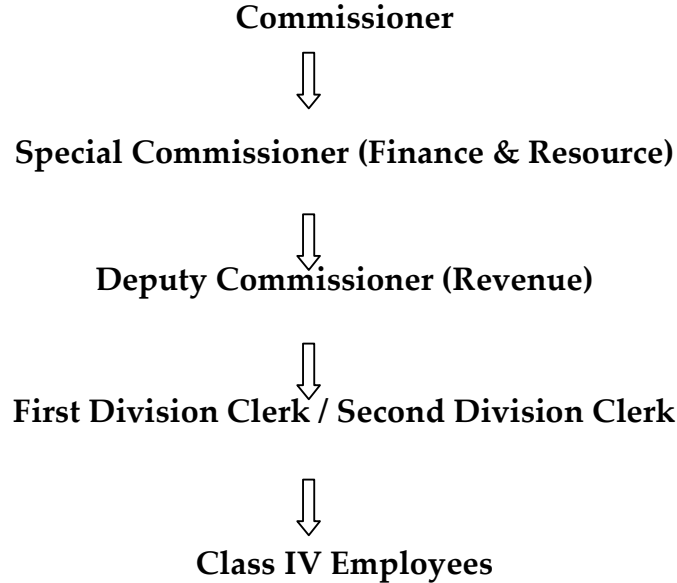 Commissioner
Special Commissioner (Finance & Resource)
Deputy Commissioner (Revenue)
First Division Clerk / Second Division Clerk
Class IV Employees